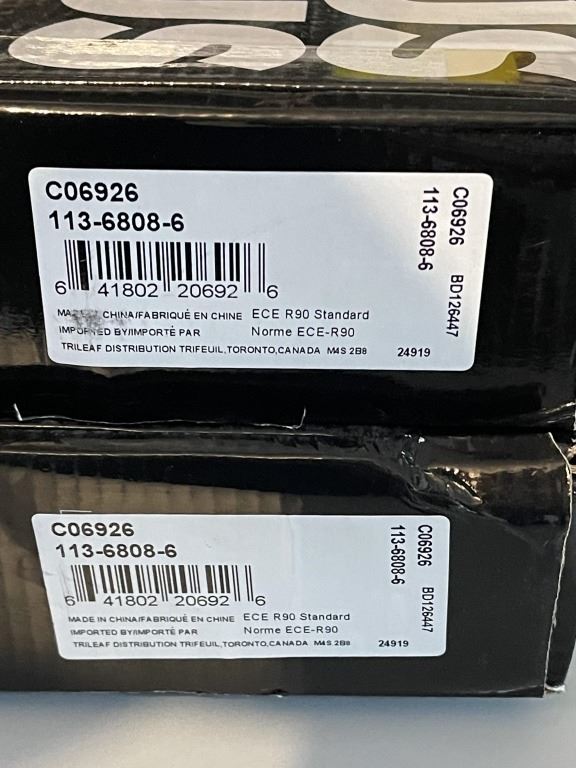 C06926
113-6808-6
6 41802 20692 6
CHINA/FABRIQUÉ EN CHINE ECE R90 Standard
IMPORTED BY/IMPORTÉ PAR Norme ECE-R90
TRILEAF DISTRIBUTION TRIFEUIL,TORONTO,CANADA M4S 2B8 24919
C06926 BD126447
113-6808-6
C06926
113-6808-6
6 41802 20692 6
MADE IN CHINA/FABRIQUÉ EN CHINE ECE R90 Standard
IMPORTED BY/IMPORTÉ PAR Norme ECE-R90
TRILEAF DISTRIBUTION TRIFEUIL,TORONTO,CANADA M4S 2B8 24919
C06926 BD126447
113-6808-6